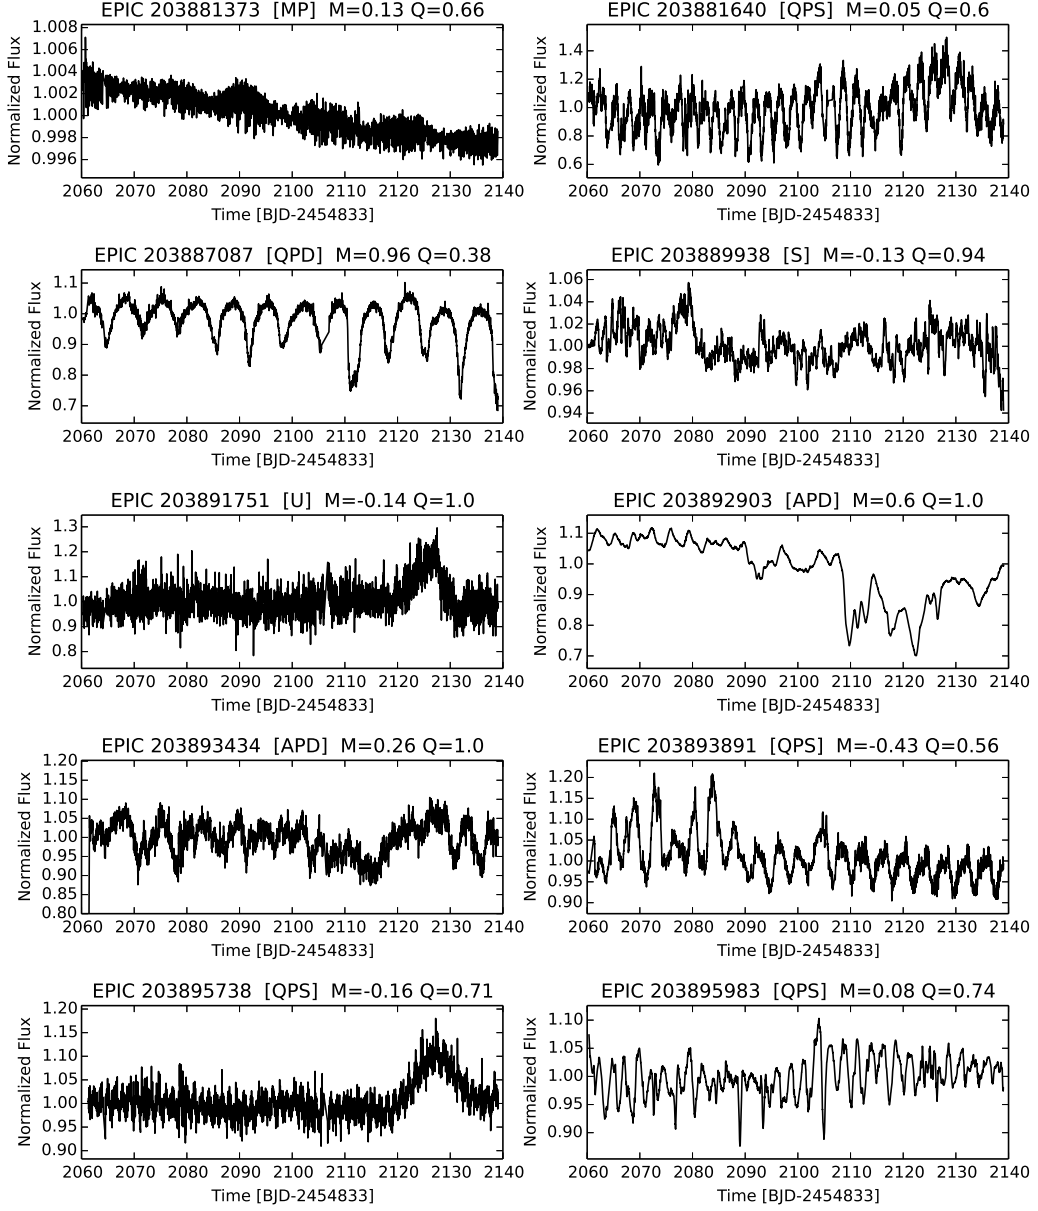 EPIC 203881373 [MP] M=0.13 Q=0.66
Normalized Flux
1.008
1.006
1.004
1.002
1.000
0.998
0.996
2060 2070 2080 2090 2100 2110 2120 2130 2140
Time [BJD-2454833]
EPIC 203881640 [QPS] M=0.05 Q=0.6
Normalized Flux
1.4
1.2
1.0
0.8
0.6
2060 2070 2080 2090 2100 2110 2120 2130 2140
Time [BJD-2454833]
EPIC 203887087 [QPD] M=0.96 Q=0.38
Normalized Flux
1.1
1.0
0.9
0.8
0.7
2060 2070 2080 2090 2100 2110 2120 2130 2140
Time [BJD-2454833]
EPIC 203889938 [S] M=-0.13 Q=0.94
Normalized Flux
1.06
1.04
1.02
1.00
0.98
0.96
0.94
2060 2070 2080 2090 2100 2110 2120 2130 2140
Time [BJD-2454833]
EPIC 203891751 [U] M=-0.14 Q=1.0
Normalized Flux
1.3
1.2
1.1
1.0
0.9
0.8
2060 2070 2080 2090 2100 2110 2120 2130 2140
Time [BJD-2454833]
EPIC 203892903 [APD] M=0.6 Q=1.0
Normalized Flux
1.1
1.0
0.9
0.8
0.7
2060 2070 2080 2090 2100 2110 2120 2130 2140
Time [BJD-2454833]
EPIC 203893434 [APD] M=0.26 Q=1.0
Normalized Flux
1.20
1.15
1.10
1.05
1.00
0.95
0.90
0.85
0.80
2060 2070 2080 2090 2100 2110 2120 2130 2140
Time [BJD-2454833]
EPIC 203893891 [QPS] M=-0.43 Q=0.56
Normalized Flux
1.20
1.15
1.10
1.05
1.00
0.95
0.90
2060 2070 2080 2090 2100 2110 2120 2130 2140
Time [BJD-2454833]
EPIC 203895738 [QPS] M=-0.16 Q=0.71
Normalized Flux
1.20
1.15
1.10
1.05
1.00
0.95
0.90
2060 2070 2080 2090 2100 2110 2120 2130 2140
Time [BJD-2454833]
EPIC 203895983 [QPS] M=0.08 Q=0.74
Normalized Flux
1.10
1.05
1.00
0.95
0.90
2060 2070 2080 2090 2100 2110 2120 2130 2140
Time [BJD-2454833]